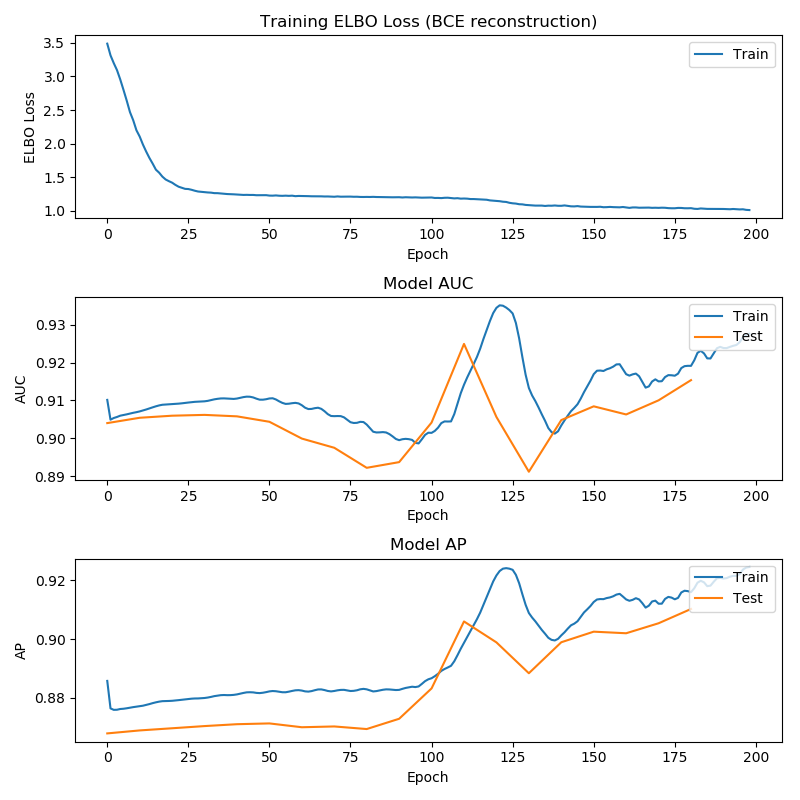 Training ELBO Loss (BCE reconstruction)
3.5
3.0
2.5
2.0
1.5
1.0
ELBO Loss
Train
0 25 50 75 100 125 150 175 200
Epoch
Model AUC
0.93
0.92
0.91
0.90
0.89
AUC
Train
Test
0 25 50 75 100 125 150 175 200
Epoch
Model AP
0.92
0.90
0.88
AP
Train
Test
0 25 50 75 100 125 150 175 200
Epoch